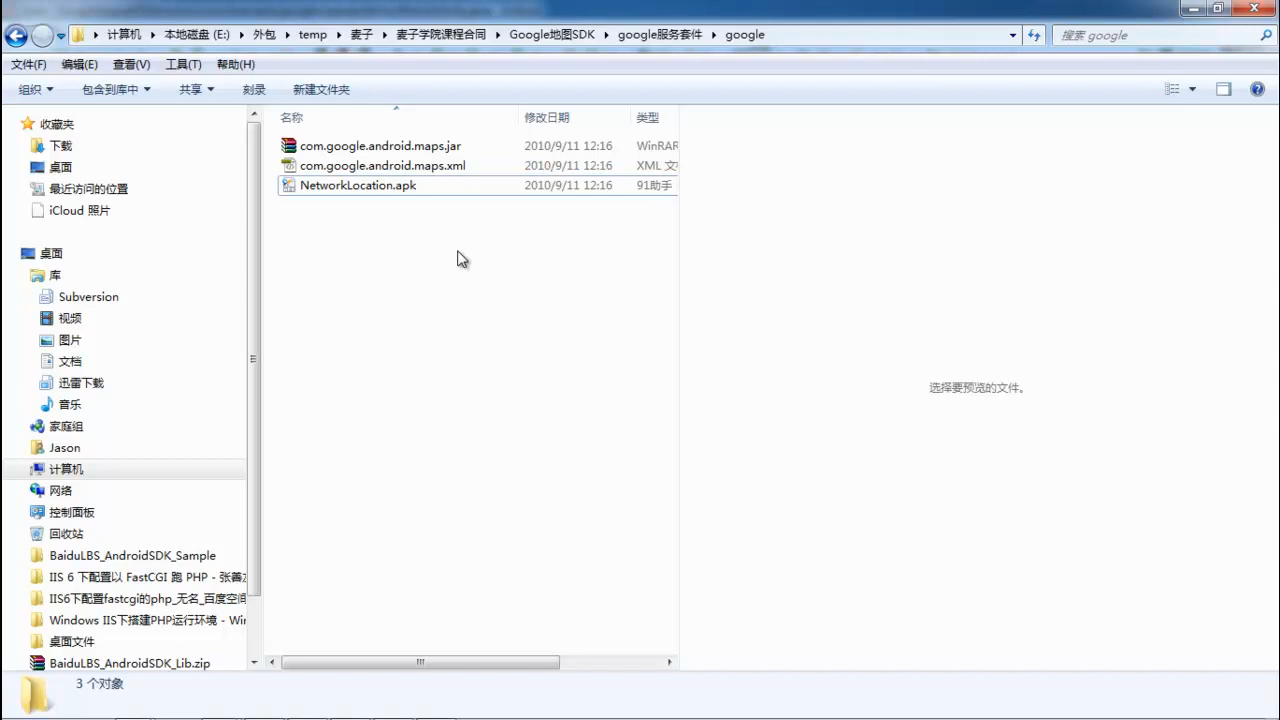 计算机 本地磁盘 (E:) 外包 temp 麦子 麦子学院课程合同 Google地图SDK google服务套件 google
搜索 google
文件(F) 编辑(E) 查看(V) 工具(T) 帮助(H)
组织 包含到库中 共享 刻录 新建文件夹
收藏夹
下载
桌面
最近访问的位置
iCloud 照片
桌面
库
Subversion
视频
图片
文档
迅雷下载
音乐
家庭组
Jason
计算机
网络
控制面板
回收站
BaiduLBS_AndroidSDK_Sample
IIS 6 下配置以 FastCGI 跑 PHP - 张善
IIS6下配置fastcgi的php_无名_百度空间
Windows IIS下搭建PHP运行环境 - Win
桌面文件
BaiduLBS_AndroidSDK_Lib.zip
名称 修改日期 类型
com.google.android.maps.jar 2010/9/11 12:16 WinRAR
com.google.android.maps.xml 2010/9/11 12:16 XML 文
NetworkLocation.apk 2010/9/11 12:16 91助手
选择要预览的文件。
3 个对象